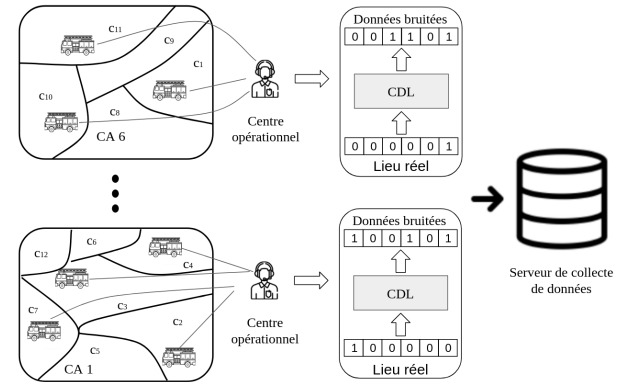 c11
c9
c1
c10
c8
CA 6
Centre
opérationnel
Données bruitées
0 0 1 1 0 1
CDL
0 0 0 0 0 1
Lieu réel
c12
c6
c4
c7
c3
c2
c5
CA 1
Centre
opérationnel
Données bruitées
1 0 0 1 0 1
CDL
1 0 0 0 0 0
Lieu réel
Serveur de collecte
de données